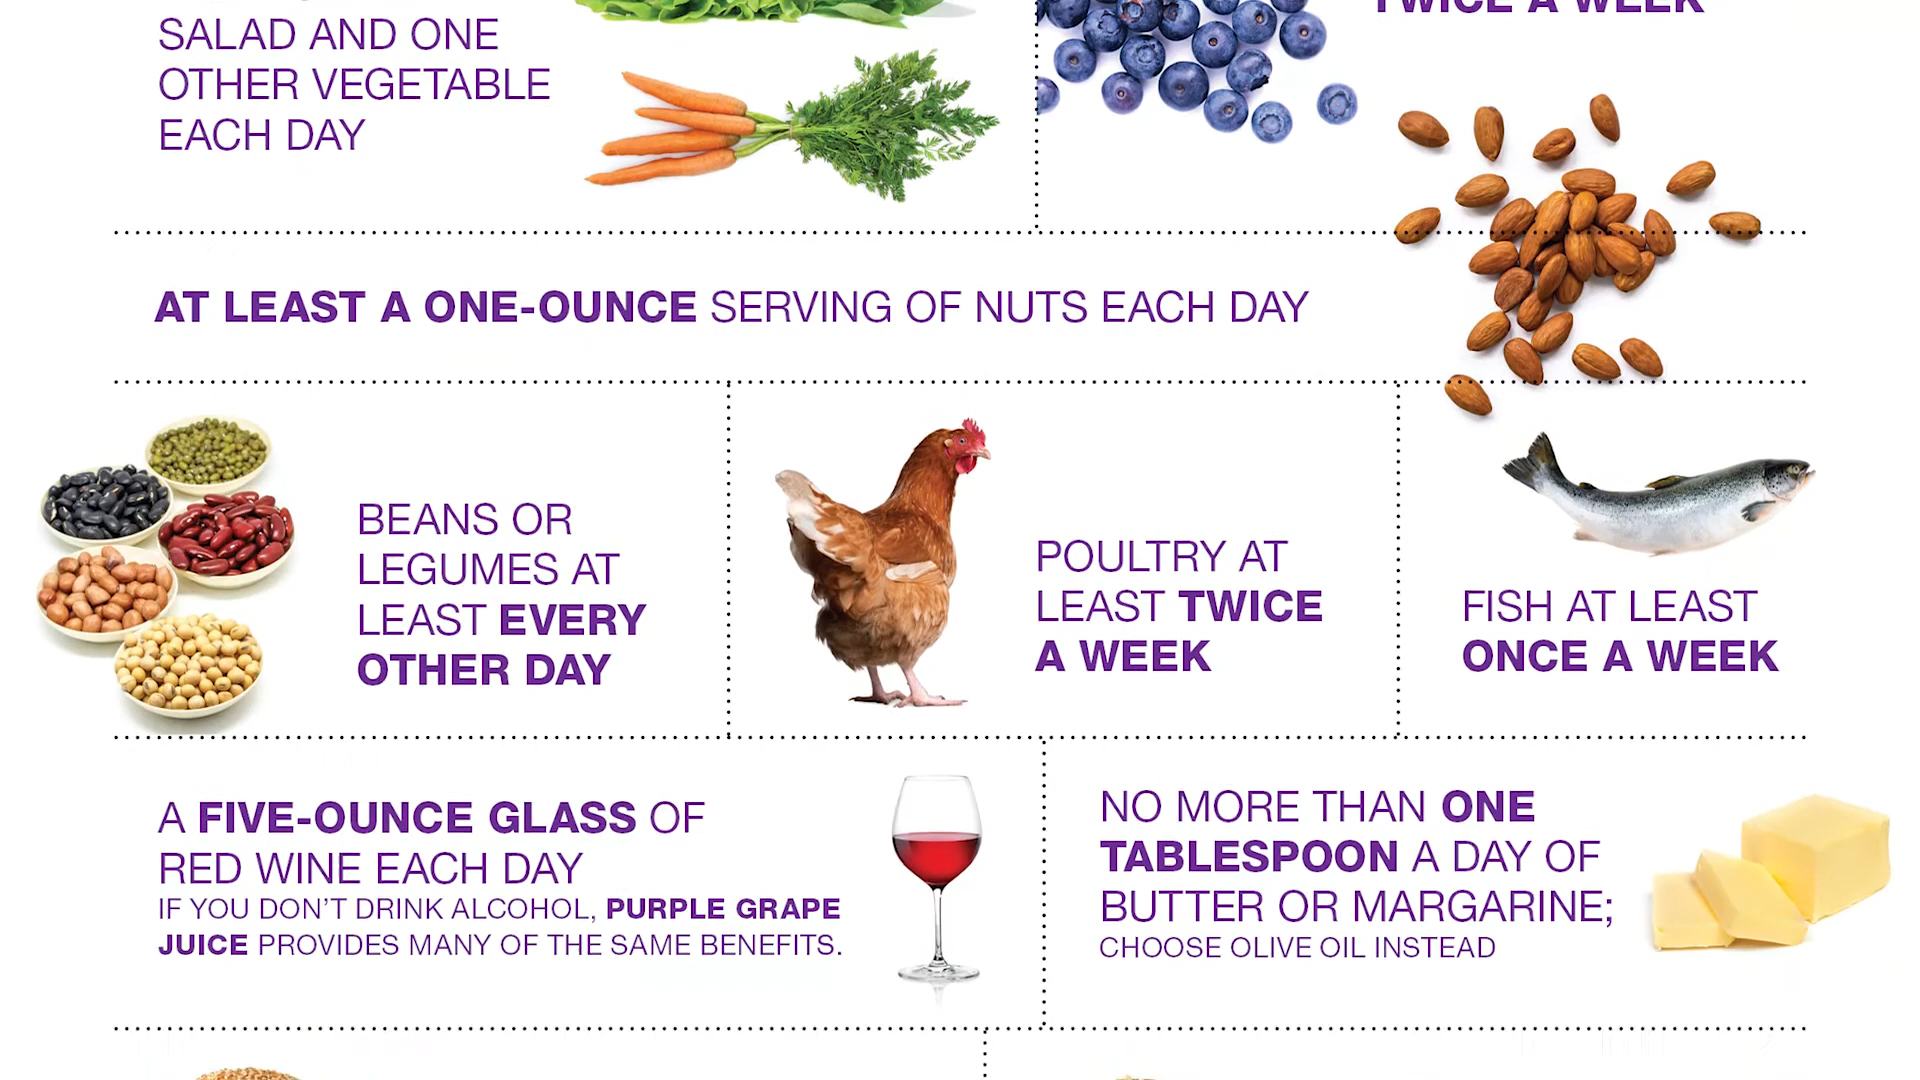 SALAD AND ONE
OTHER VEGETABLE
EACH DAY
TWICE A WEEK
AT LEAST A ONE-OUNCE SERVING OF NUTS EACH DAY
BEANS OR
LEGUMES AT
LEAST EVERY
OTHER DAY
POULTRY AT
LEAST TWICE
A WEEK
FISH AT LEAST
ONCE A WEEK
A FIVE-OUNCE GLASS OF
RED WINE EACH DAY
IF YOU DON'T DRINK ALCOHOL, PURPLE GRAPE
JUICE PROVIDES MANY OF THE SAME BENEFITS.
NO MORE THAN ONE
TABLESPOON A DAY OF
BUTTER OR MARGARINE;
CHOOSE OLIVE OIL INSTEAD